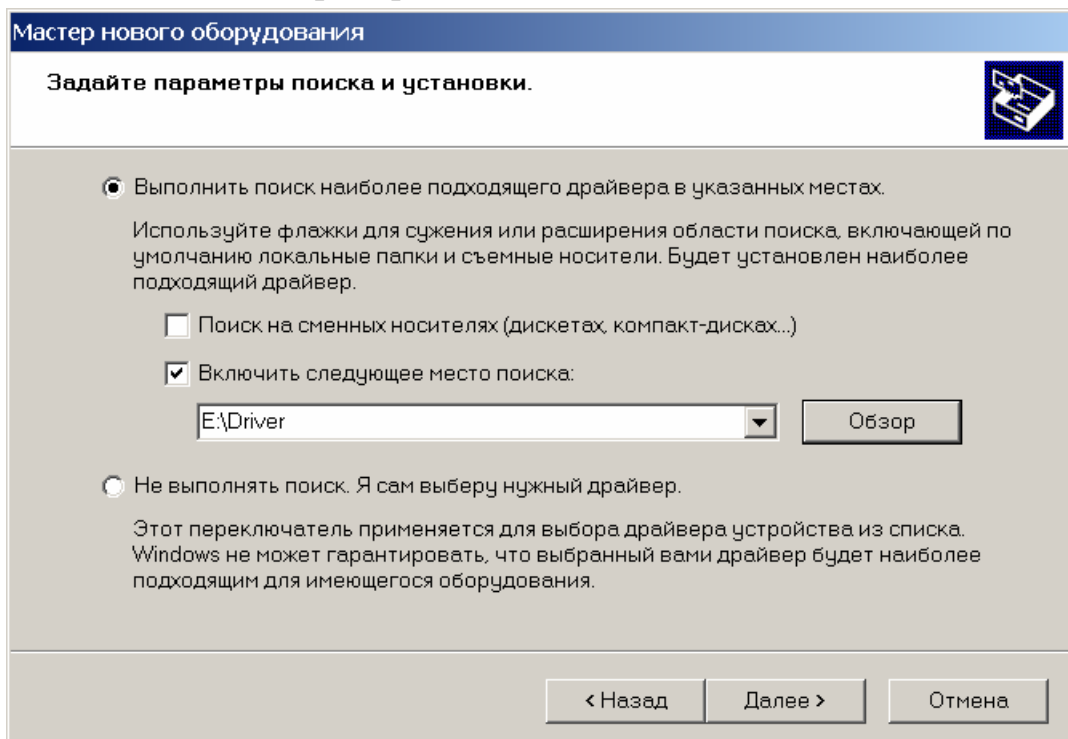 Мастер нового оборудования
Задайте параметры поиска и установки.
Выполнить поиск наиболее подходящего драйвера в указанных местах.
Используйте флажки для сужения или расширения области поиска, включающей по
умолчанию локальные папки и съемные носители. Будет установлен наиболее
подходящий драйвер.
Поиск на сменных носителях (дискетах, компакт-дисках...)
Включить следующее место поиска:
E:\Driver
Обзор
Не выполнять поиск. Я сам выберу нужный драйвер.
Этот переключатель применяется для выбора драйвера устройства из списка.
Windows не может гарантировать, что выбранный вами драйвер будет наиболее
подходящим для имеющегося оборудования.
< Назад
Далее >
Отмена